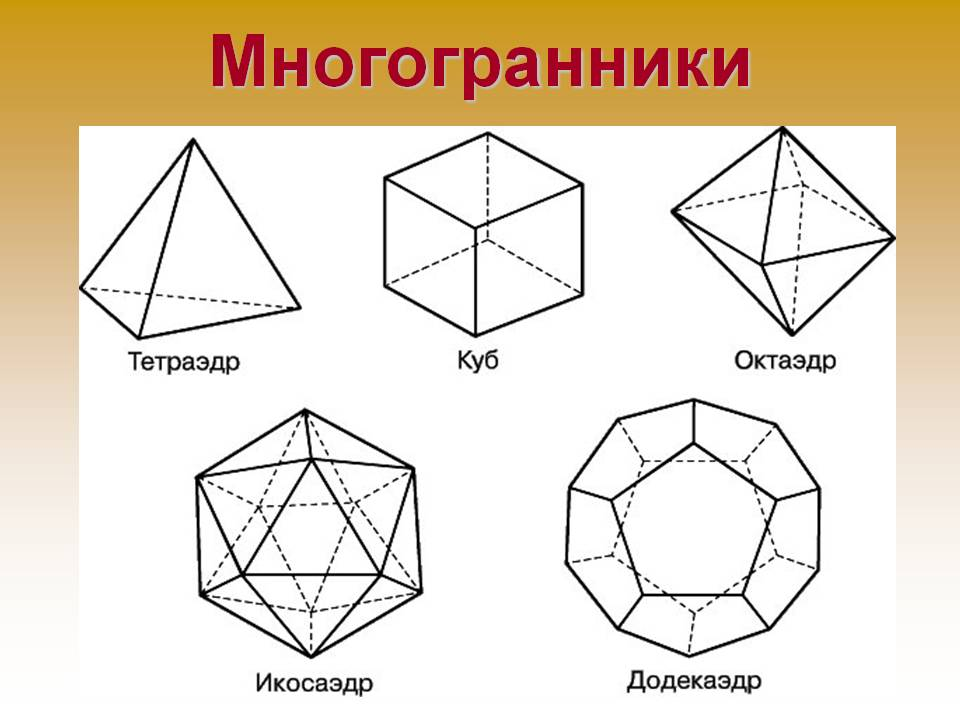 Многогранники
Тетраэдр
Куб
Октаэдр
Икосаэдр
Додекаэдр